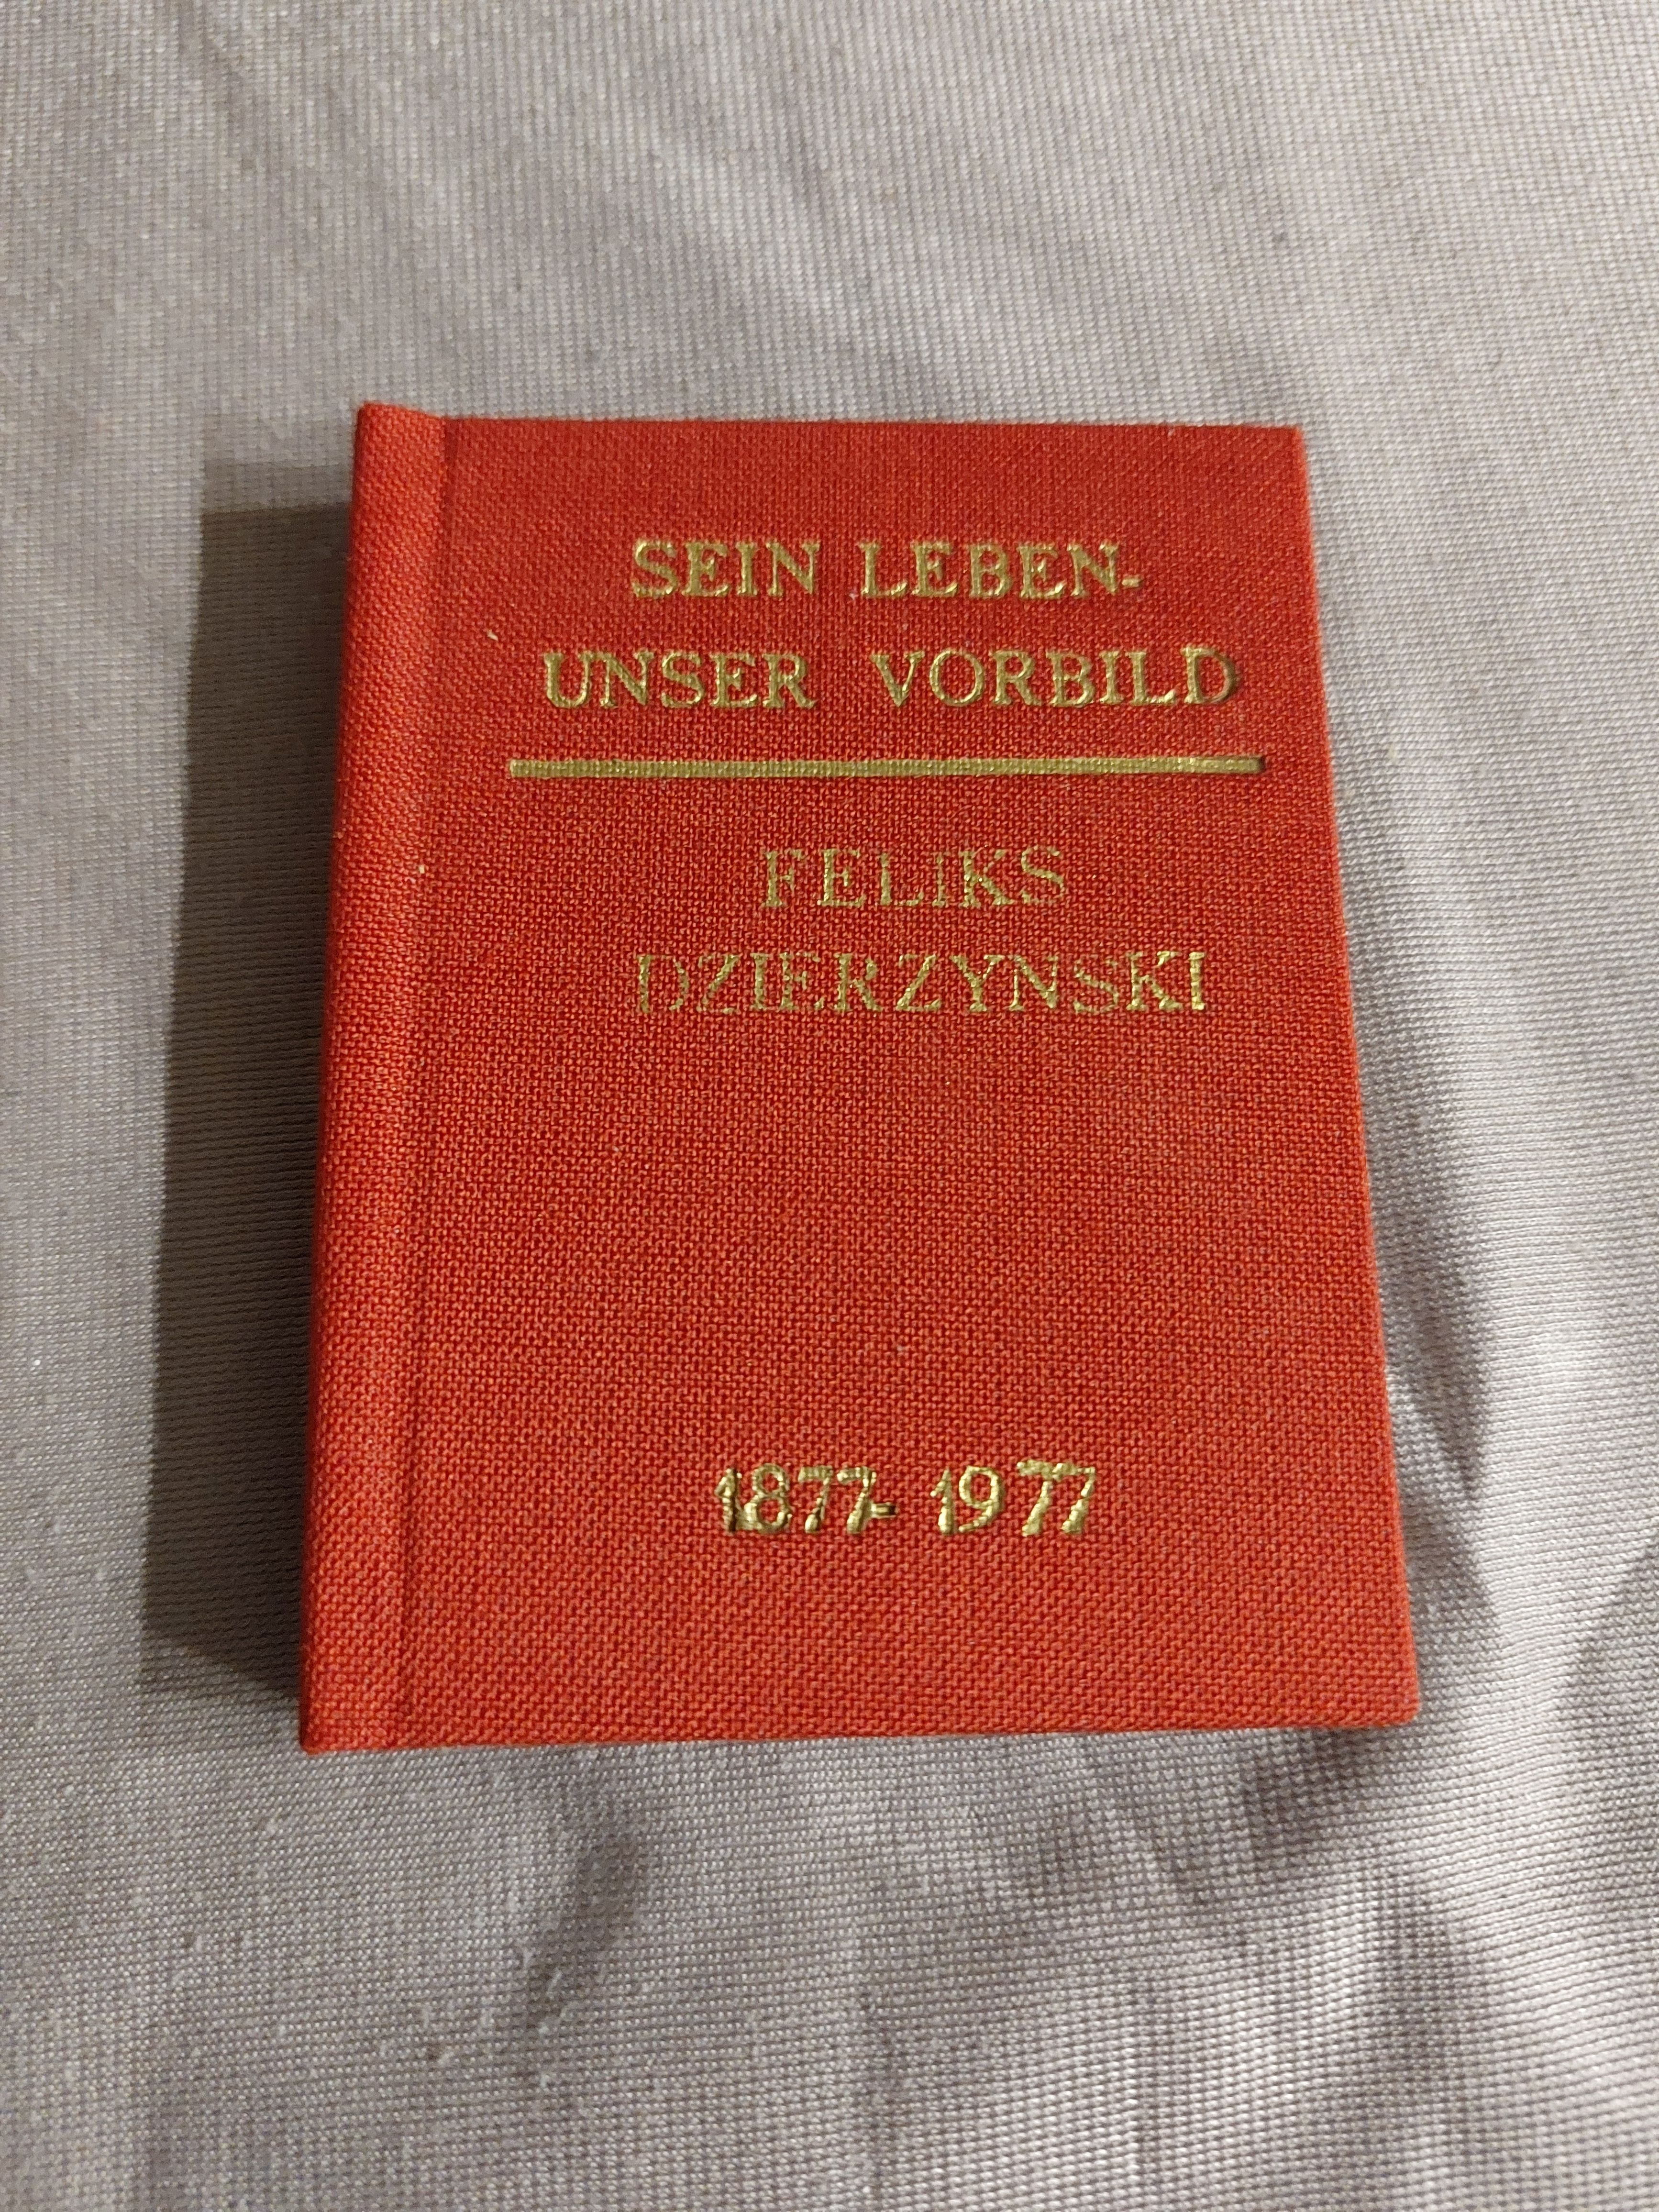 SEIN LEBEN-
UNSER VORBILD
FELIKS
DZIERZYNSKI
1877-1977